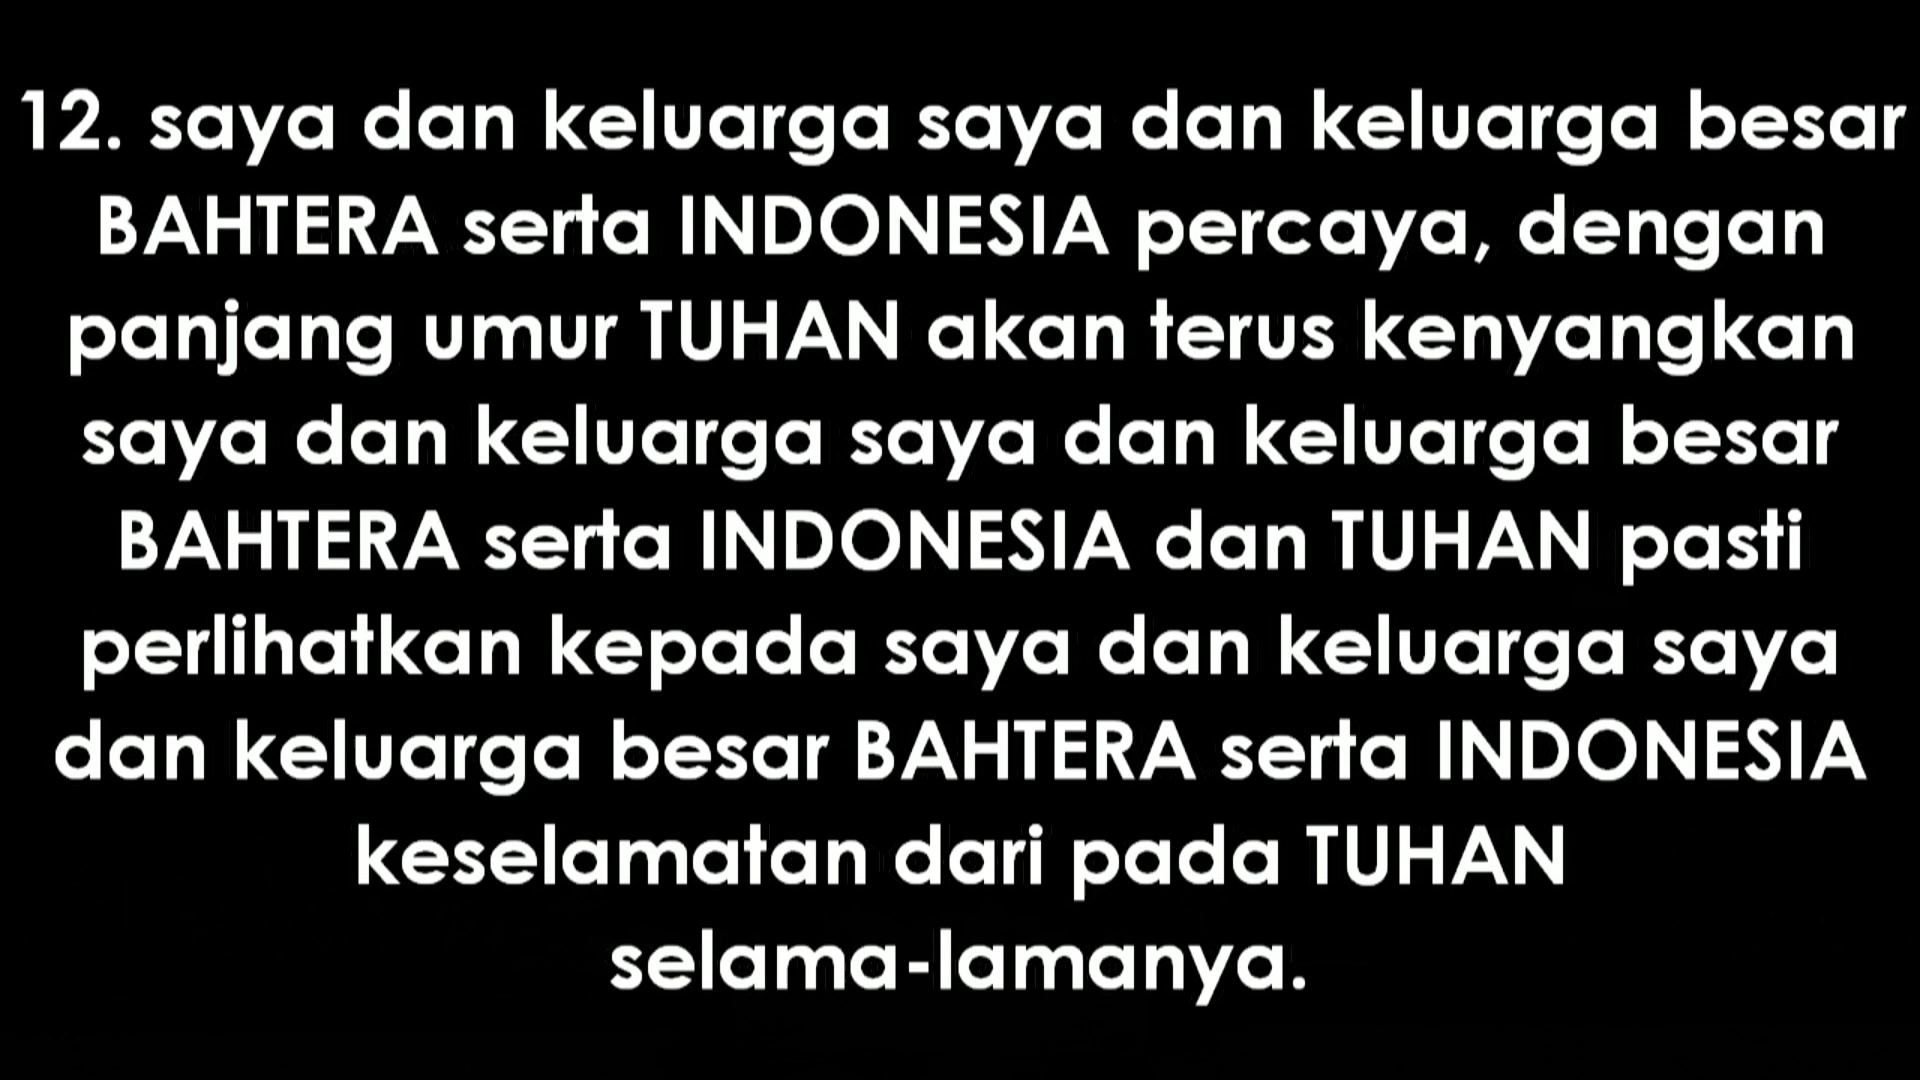 12. saya dan keluarga saya dan keluarga besar
BAHTERA serta INDONESIA percaya, dengan
panjang umur TUHAN akan terus kenyangkan
saya dan keluarga saya dan keluarga besar
BAHTERA serta INDONESIA dan TUHAN pasti
perlihatkan kepada saya dan keluarga saya
dan keluarga besar BAHTERA serta INDONESIA
keselamatan dari pada TUHAN
selama-lamanya.